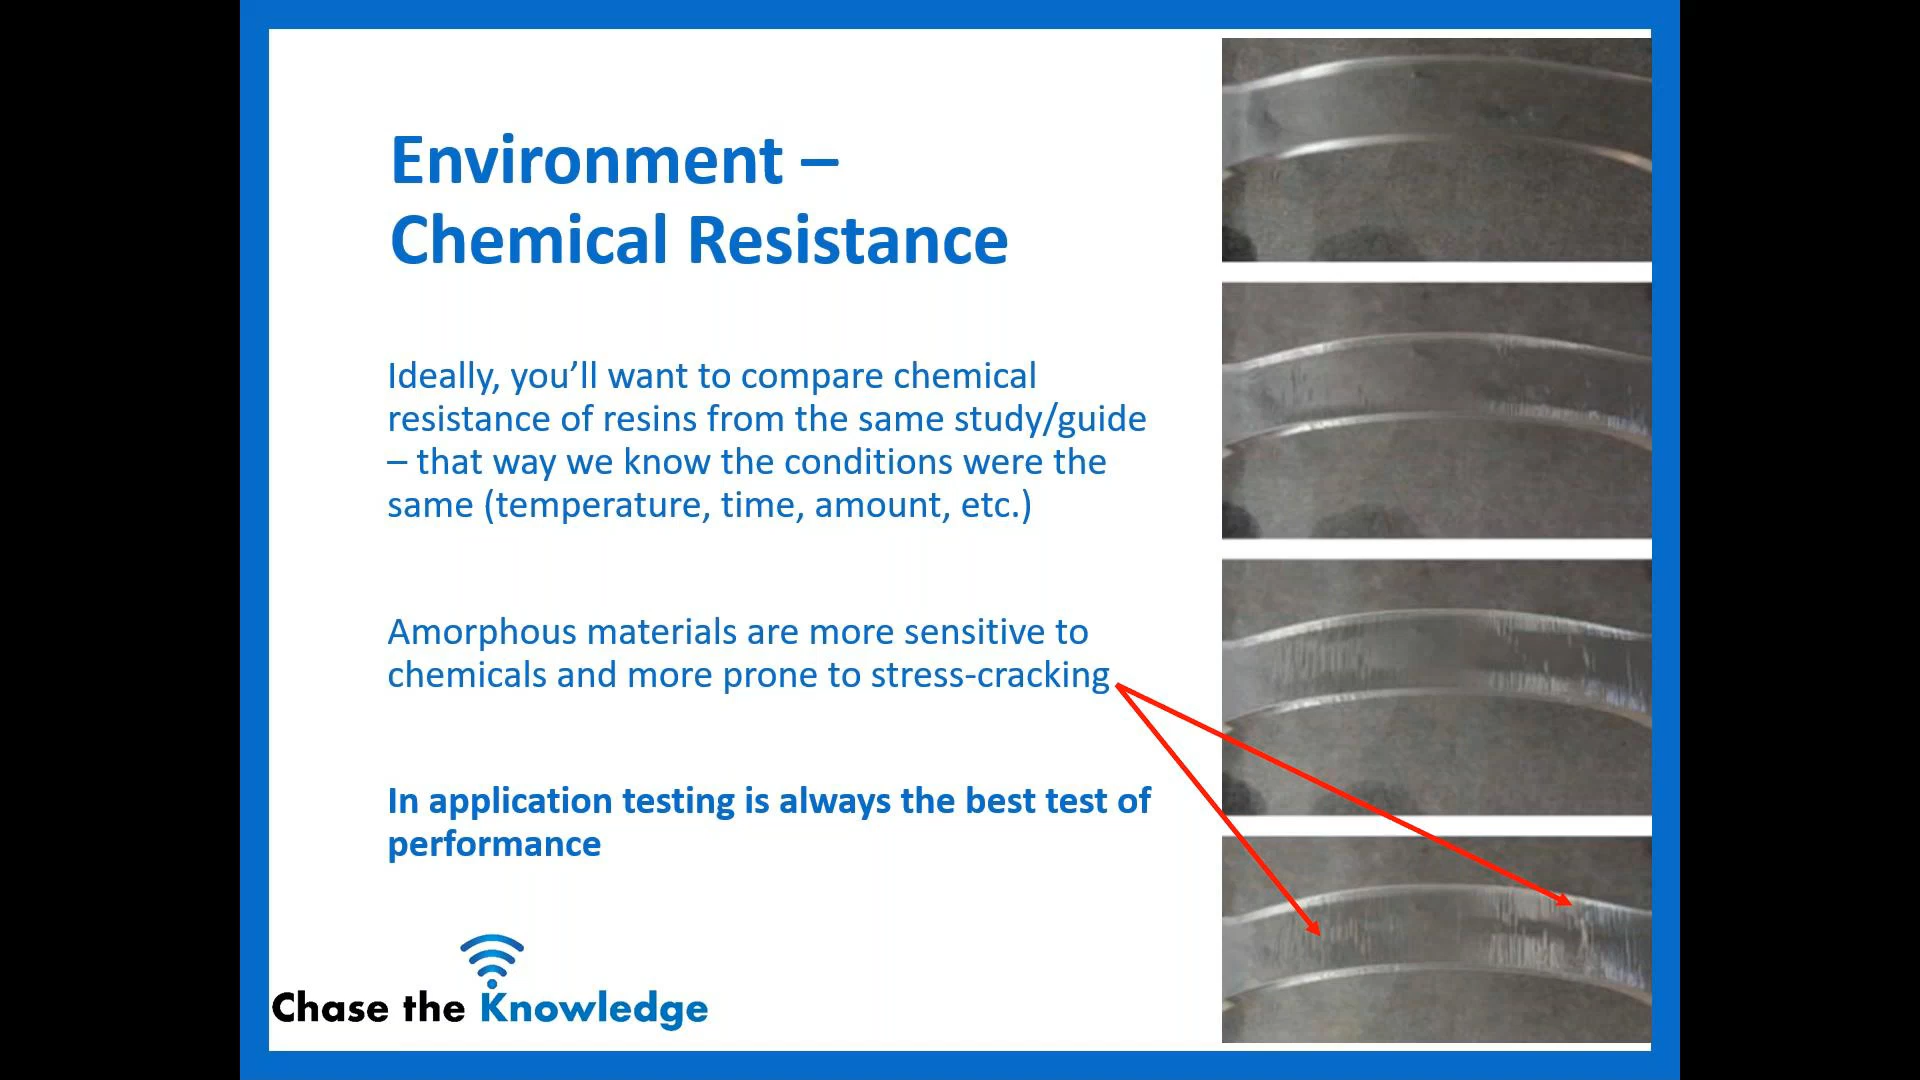 Environment –
Chemical Resistance
Ideally, you’ll want to compare chemical
resistance of resins from the same study/guide
– that way we know the conditions were the
same (temperature, time, amount, etc.)
Amorphous materials are more sensitive to
chemicals and more prone to stress-cracking
In application testing is always the best test of
performance
Chase the Knowledge